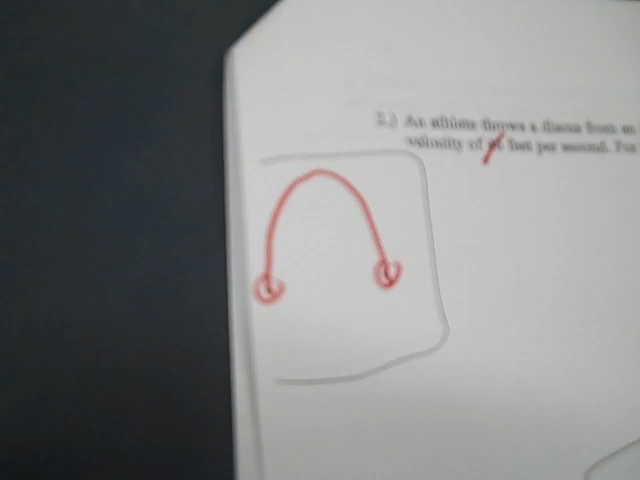 2.) An athlete throws a discus from an
velocity of feet per second. For